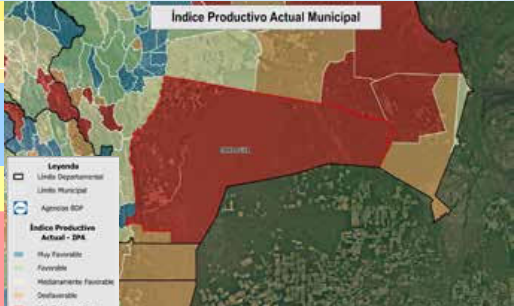 Índice Productivo Actual Municipal
Leyenda
Límite Departamental
Límite Municipal
Agencias BDP
Índice Productivo
Actual - IPA
Muy Favorable
Favorable
Medianamente Favorable
Desfavorable